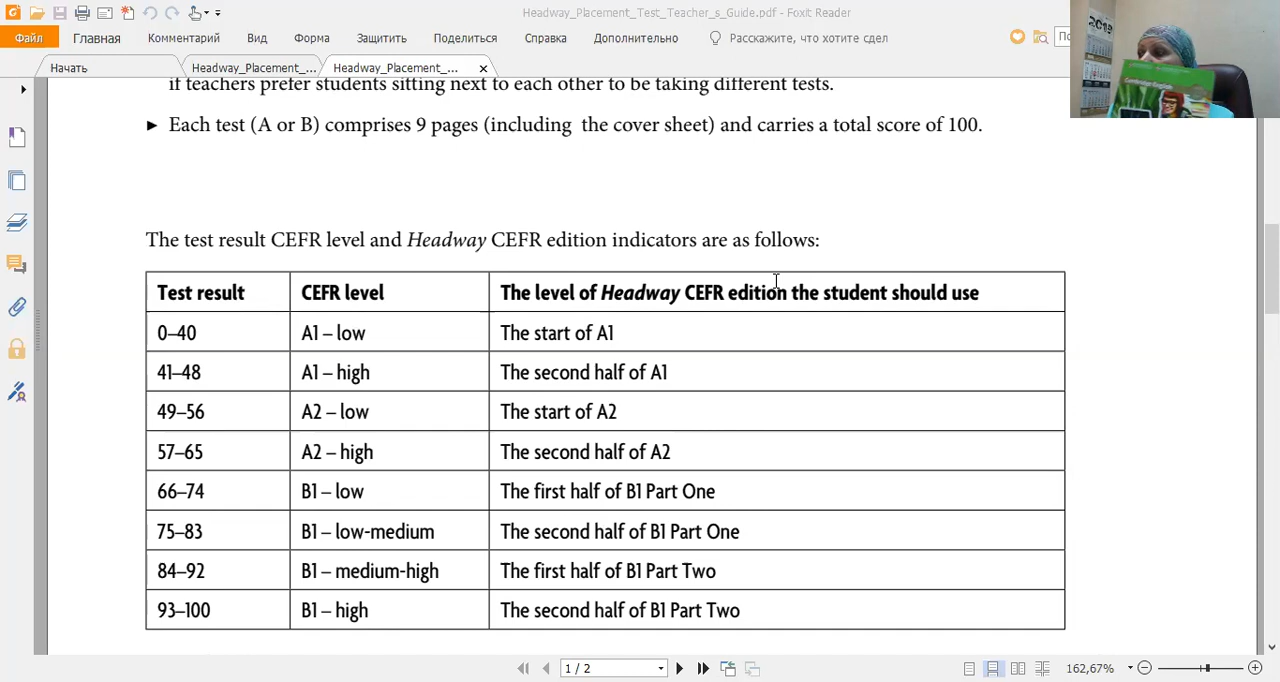 Headway_Placement_Test_Teacher_s_Guide.pdf - Foxit Reader
Файл Главная Комментарий Вид Форма Защитить Поделиться Справка Дополнительно Расскажите, что хотите сдел
Начать Headway_Placement_... Headway_Placement_...
if teachers prefer students sitting next to each other to be taking different tests.
► Each test (A or B) comprises 9 pages (including the cover sheet) and carries a total score of 100.
The test result CEFR level and Headway CEFR edition indicators are as follows:
Test result CEFR level The level of Headway CEFR edition the student should use
0–40 A1 – low The start of A1
41–48 A1 – high The second half of A1
49–56 A2 – low The start of A2
57–65 A2 – high The second half of A2
66–74 B1 – low The first half of B1 Part One
75–83 B1 – low-medium The second half of B1 Part One
84–92 B1 – medium-high The first half of B1 Part Two
93–100 B1 – high The second half of B1 Part Two
1 / 2 162,67%